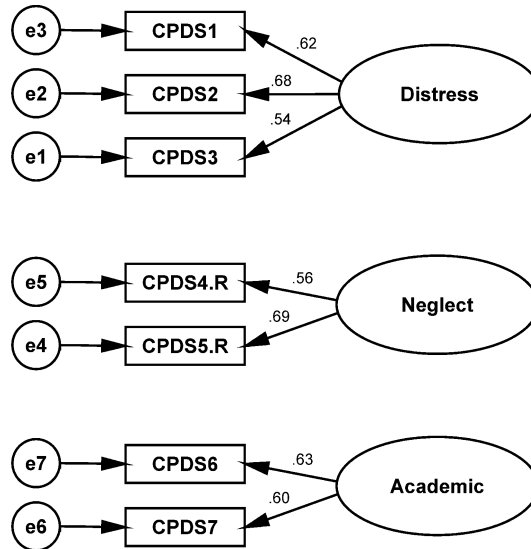 e3 CPDS1 .62
e2 CPDS2 .68 Distress
e1 CPDS3 .54
e5 CPDS4.R .56
Neglect
e4 CPDS5.R .69
e7 CPDS6 .63
Academic
e6 CPDS7 .60